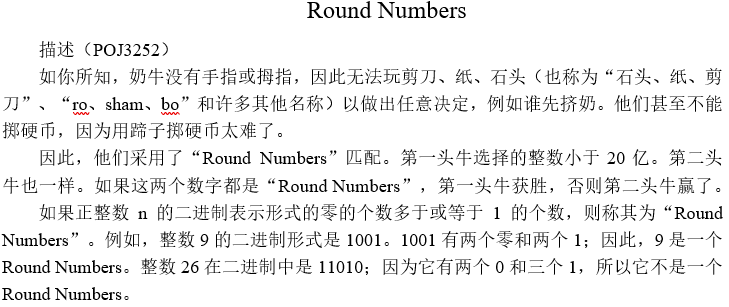 Round Numbers
描述（POJ3252）
如你所知，奶牛没有手指或拇指，因此无法玩剪刀、纸、石头（也称为“石头、纸、剪
刀”、“ro、sham、bo”和许多其他名称）以做出任意决定，例如谁先挤奶。他们甚至不能
掷硬币，因为用蹄子掷硬币太难了。
因此，他们采用了“Round Numbers”匹配。第一头牛选择的整数小于 20 亿。第二头
牛也一样。如果这两个数字都是“Round Numbers”，第一头牛获胜，否则第二头牛赢了。
如果正整数 n 的二进制表示形式的零的个数多于或等于 1 的个数，则称其为“Round
Numbers”。例如，整数 9 的二进制形式是 1001。1001 有两个零和两个 1；因此，9 是一个
Round Numbers。整数 26 在二进制中是 11010；因为它有两个 0 和三个 1，所以它不是一个
Round Numbers。